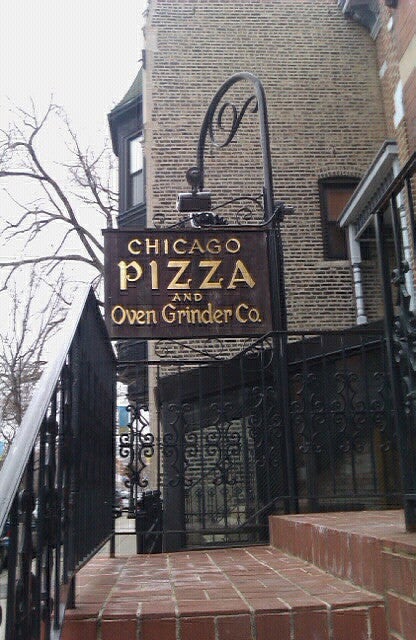 CHICAGO
PIZZA
AND
OVEN GRINDER CO.